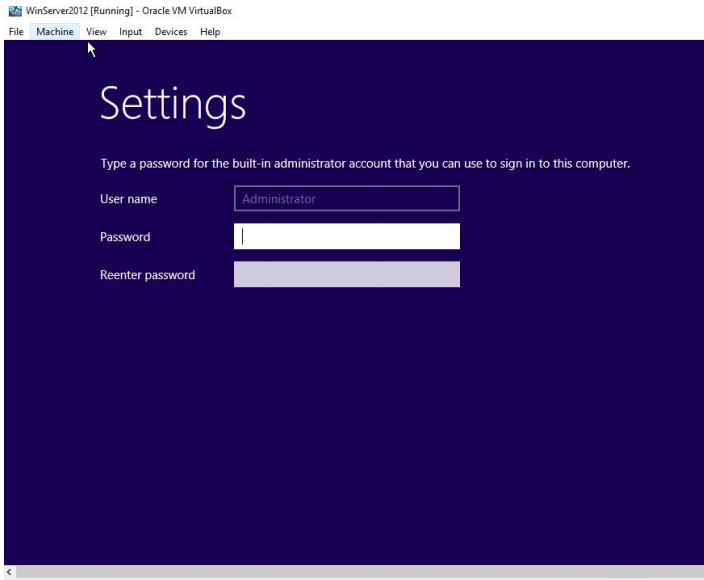 WinServer2012 [Running] - Oracle VM VirtualBox
File Machine View Input Devices Help
Settings
Type a password for the built-in administrator account that you can use to sign in to this computer.
User name Administrator
Password
Reenter password